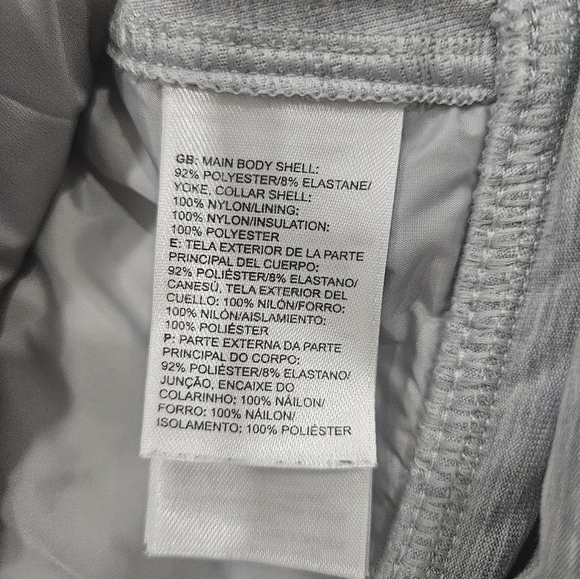 GB: MAIN BODY SHELL:
92% POLYESTER/8% ELASTANE/
YOKE, COLLAR SHELL:
100% NYLON/LINING:
100% NYLON/INSULATION:
100% POLYESTER
E: TELA EXTERIOR DE LA PARTE
PRINCIPAL DEL CUERPO:
92% POLIÉSTER/8% ELASTANO/
CANESÚ, TELA EXTERIOR DEL
CUELLO: 100% NILÓN/FORRO:
100% NILÓN/AISLAMIENTO:
100% POLIÉSTER
P: PARTE EXTERNA DA PARTE
PRINCIPAL DO CORPO:
92% POLIÉSTER/8% ELASTANO/
JUNÇÃO, ENCAIXE DO
COLARINHO: 100% NÁILON/
FORRO: 100% NÁILON/
ISOLAMENTO: 100% POLIÉSTER